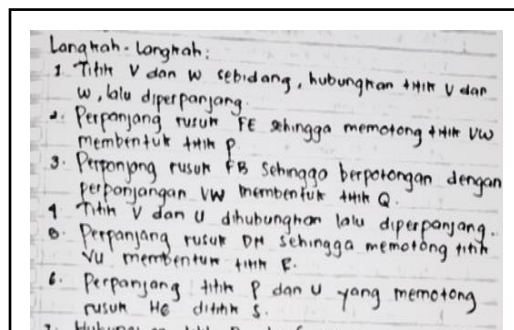 Langkah-Langkah:
1. Titik V dan W sebidang, hubungkan titik V dan
W, lalu diperpanjang.
2. Perpanjang rusuk FE sehingga memotong titik VW
membentuk titik P
3. Perpanjang rusuk FB sehingga berpotongan dengan
perpanjangan VW membentuk titik Q.
4 Titik V dan U dihubungkan lalu diperpanjang.
5. Perpanjang rusuk DH sehingga memotong titik
VU membentuk titik R.
6. Perpanjang titik P dan U yang memotong
rusuk HG dititik S.